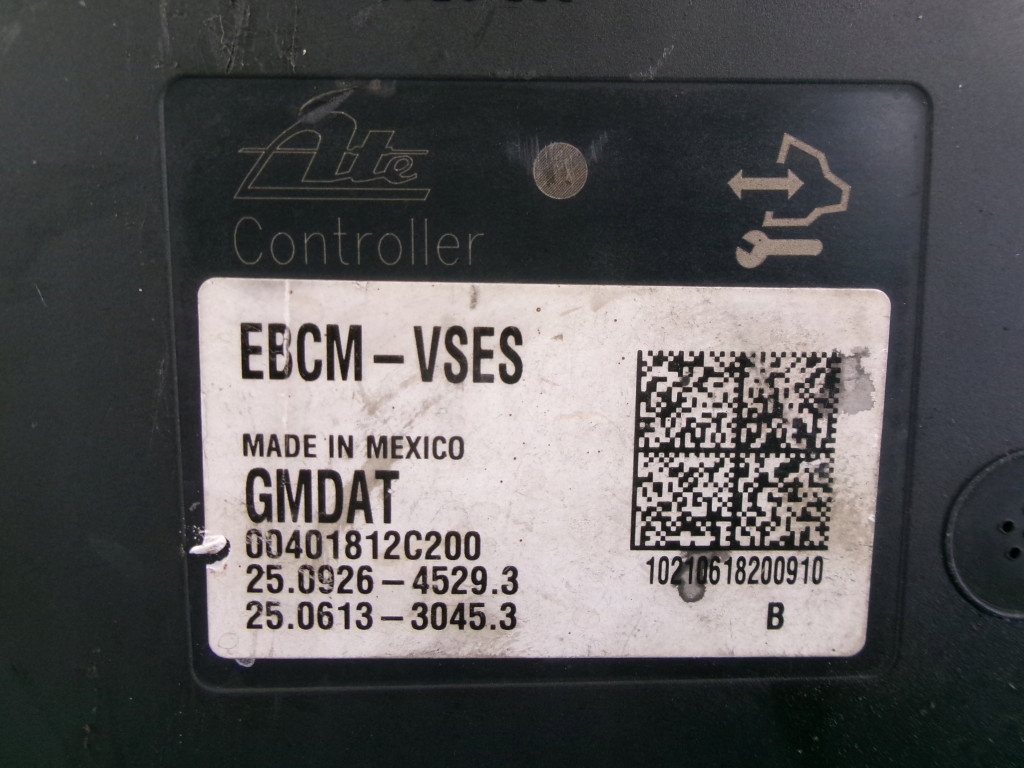 Ate
Controller
EBCM-VSES
MADE IN MEXICO
GMDAT
00401812C200
25.0926-4529.3
25.0613-3045.3
10210618200910
B